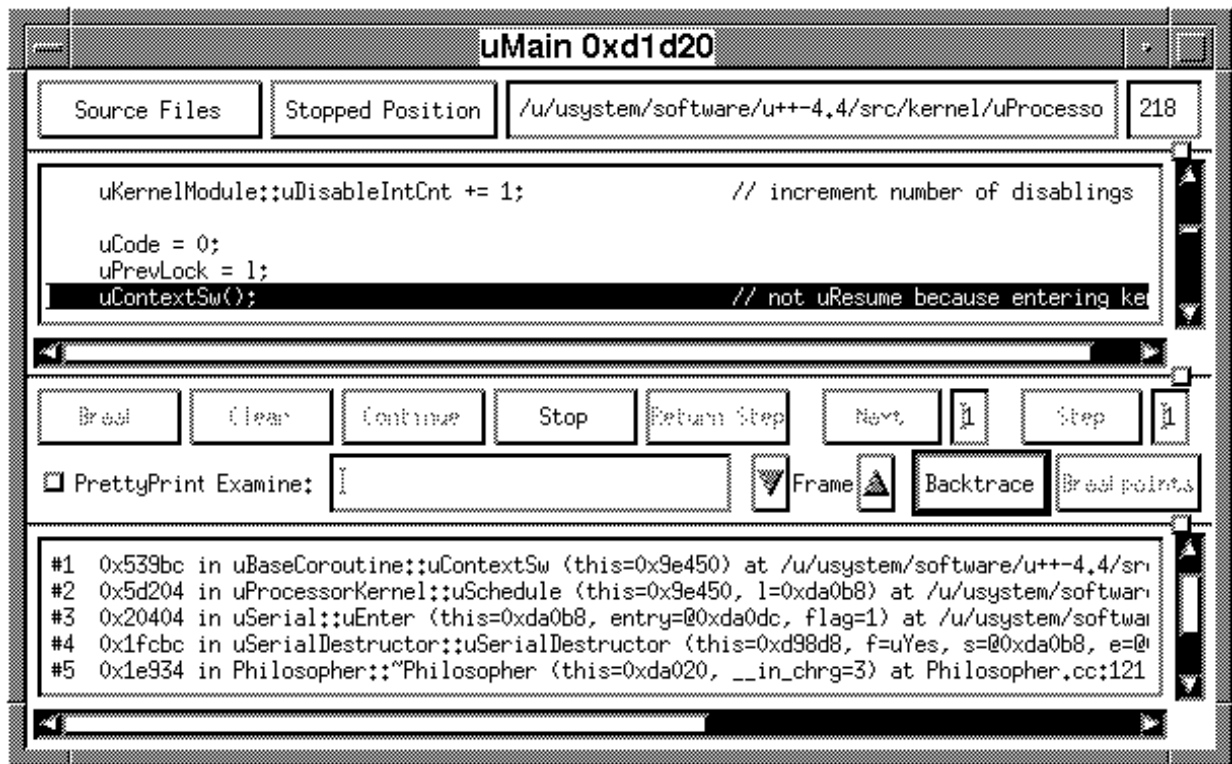 uMain 0xd1d20
Source Files Stopped Position /u/usystem/software/u++-4.4/src/kernel/uProcesso 218
uKernelModule::uDisableIntCnt += 1; // increment number of disablings
uCode = 0;
uPrevLock = l;
uContextSw(); // not uResume because entering ke
Break Clear Continue Stop Return Step Next 1 Step 1
PrettyPrint Examine: Frame Backtrace Breakpoints
#1 0x539bc in uBaseCoroutine::uContextSw (this=0x9e450) at /u/usystem/software/u++-4.4/sr
#2 0x5d204 in uProcessorKernel::uSchedule (this=0x9e450, l=0xda0b8) at /u/usystem/softwar
#3 0x20404 in uSerial::uEnter (this=0xda0b8, entry=@0xda0dc, flag=1) at /u/usystem/softwa
#4 0x1fcbc in uSerialDestructor::uSerialDestructor (this=0xd98d8, f=uYes, s=@0xda0b8, e=@
#5 0x1e934 in Philosopher::~Philosopher (this=0xda020, __in_chrg=3) at Philosopher.cc:121